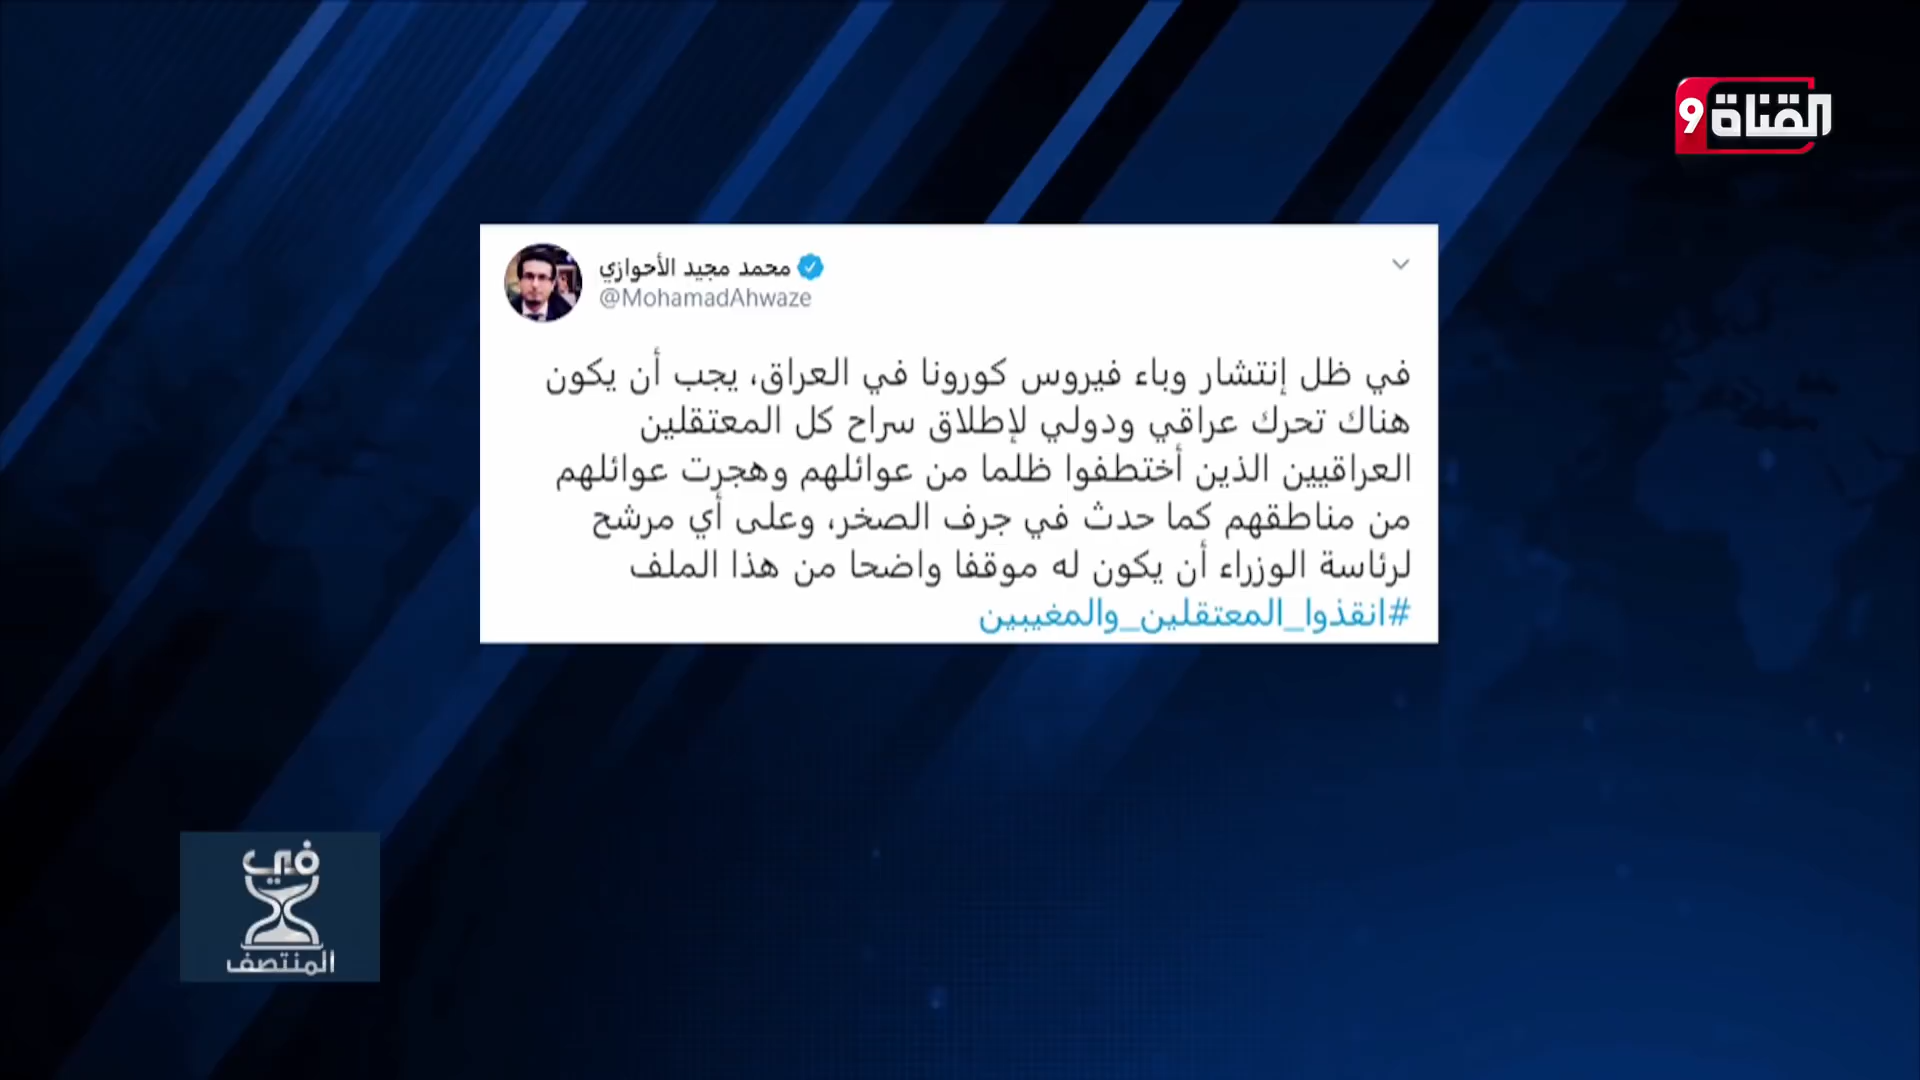 القناة 9
محمد مجيد الأحوازي
@MohamadAhwaze
في ظل إنتشار وباء فيروس كورونا في العراق، يجب أن يكون
هناك تحرك عراقي ودولي لإطلاق سراح كل المعتقلين
العراقيين الذين أختطفوا ظلما من عوائلهم وهجرت عوائلهم
من مناطقهم كما حدث في جرف الصخر، وعلى أي مرشح
لرئاسة الوزراء أن يكون له موقفا واضحا من هذا الملف
#انقذوا_المعتقلين_والمغيبين
في
المنتصف